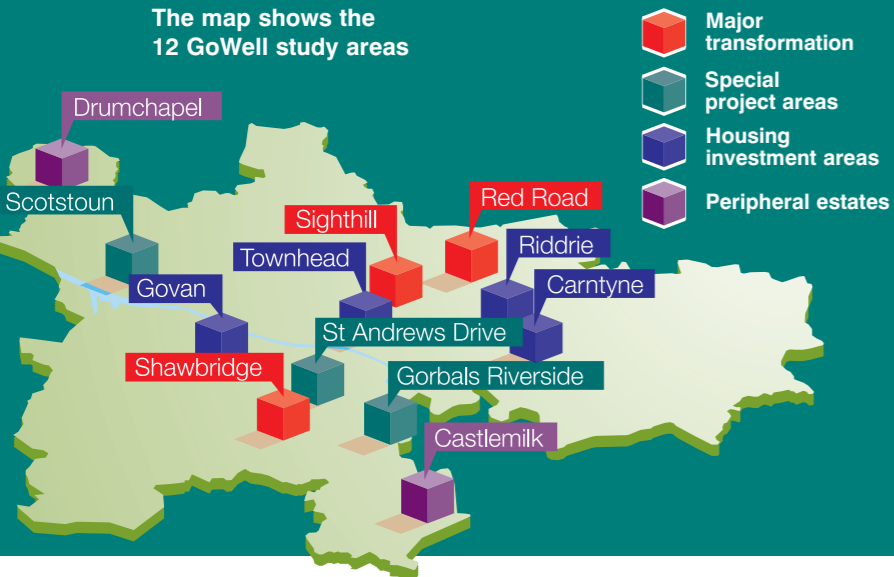 The map shows the
12 GoWell study areas
Major
transformation
Special
project areas
Housing
investment areas
Peripheral estates
Drumchapel
Scotstoun
Sighthill
Red Road
Townhead
Riddrie
Govan
Carntyne
St Andrews Drive
Shawbridge
Gorbals Riverside
Castlemilk